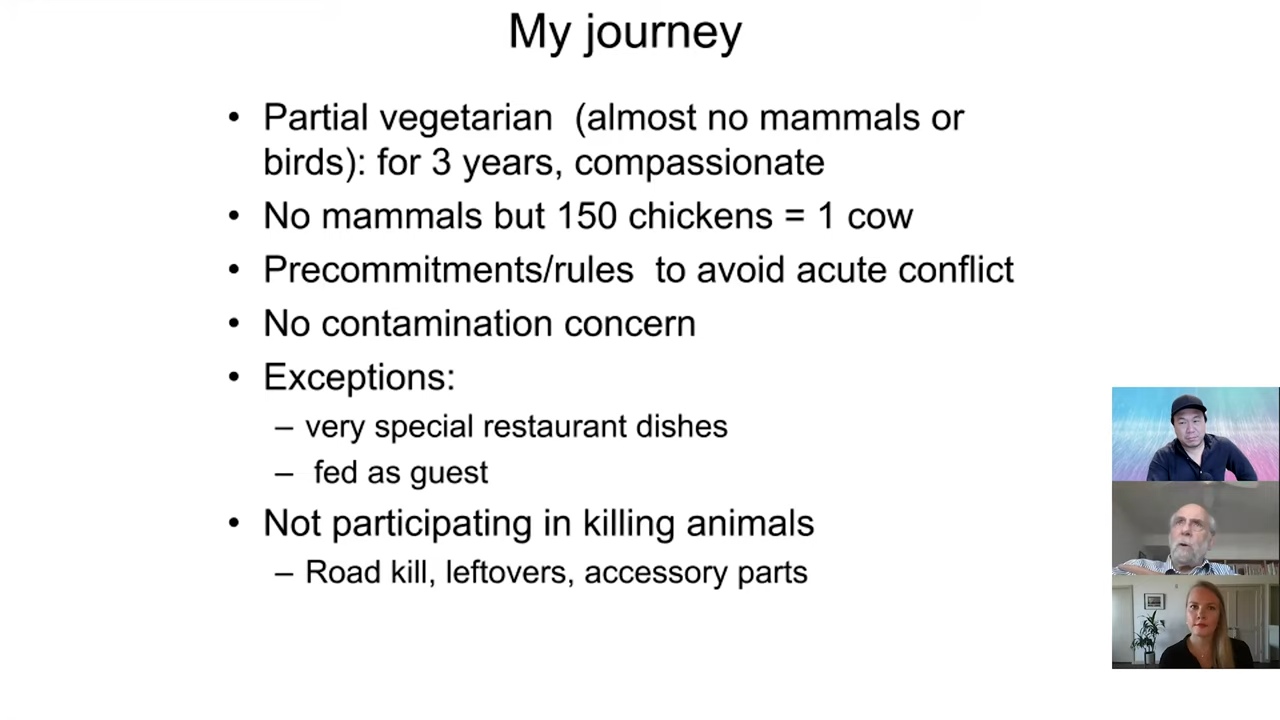 My journey
• Partial vegetarian (almost no mammals or
birds): for 3 years, compassionate
• No mammals but 150 chickens = 1 cow
• Precommitments/rules to avoid acute conflict
• No contamination concern
• Exceptions:
– very special restaurant dishes
– fed as guest
• Not participating in killing animals
– Road kill, leftovers, accessory parts